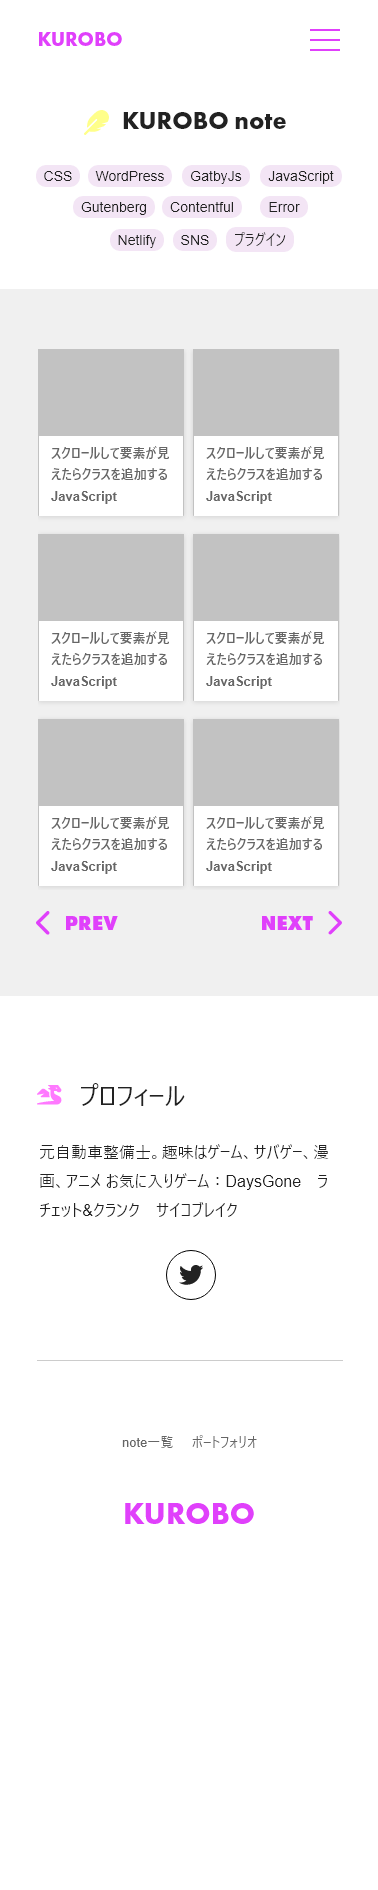 KUROBO
KUROBO note
CSS WordPress GatbyJs JavaScript
Gutenberg Contentful Error
Netlify SNS プラグイン
スクロールして要素が見
えたらクラスを追加する
JavaScript
スクロールして要素が見
えたらクラスを追加する
JavaScript
スクロールして要素が見
えたらクラスを追加する
JavaScript
スクロールして要素が見
えたらクラスを追加する
JavaScript
スクロールして要素が見
えたらクラスを追加する
JavaScript
スクロールして要素が見
えたらクラスを追加する
JavaScript
PREV NEXT
プロフィール
元自動車整備士。趣味はゲーム、サバゲー、漫
画、アニメ お気に入りゲーム：DaysGone　ラ
チェット&クランク　サイコブレイク
note一覧 ポートフォリオ
KUROBO